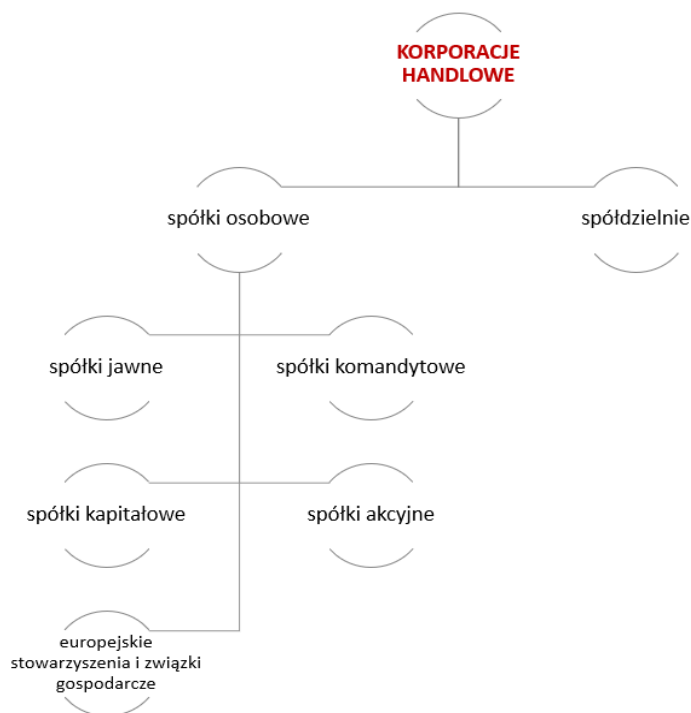 KORPORACJE
HANDLOWE
spółki osobowe
spółdzielnie
spółki jawne
spółki komandytowe
spółki kapitałowe
spółki akcyjne
europejskie
stowarzyszenia i związki
gospodarcze